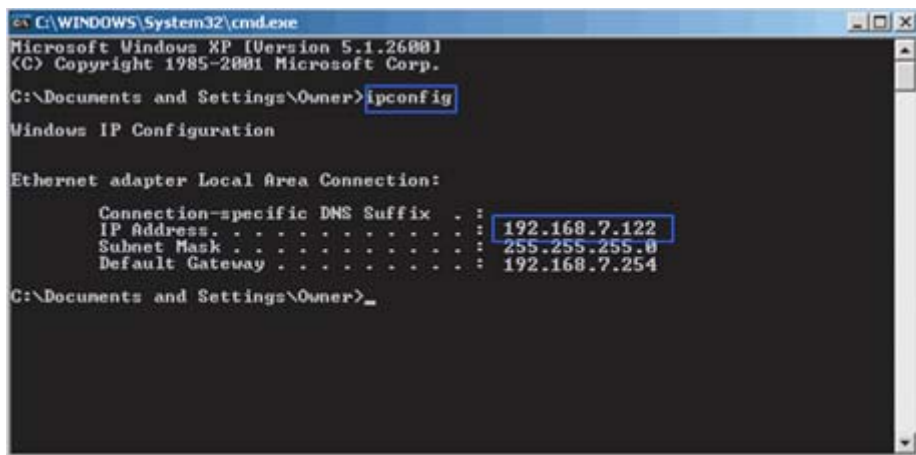 C:\WINDOWS\System32\cmd.exe
Microsoft Windows XP [Version 5.1.2600]
(C) Copyright 1985-2001 Microsoft Corp.
C:\Documents and Settings\Owner>ipconfig
Windows IP Configuration
Ethernet adapter Local Area Connection:
Connection-specific DNS Suffix . :
IP Address. . . . . . . . . . . . : 192.168.7.122
Subnet Mask . . . . . . . . . . . : 255.255.255.0
Default Gateway . . . . . . . . . : 192.168.7.254
C:\Documents and Settings\Owner>_